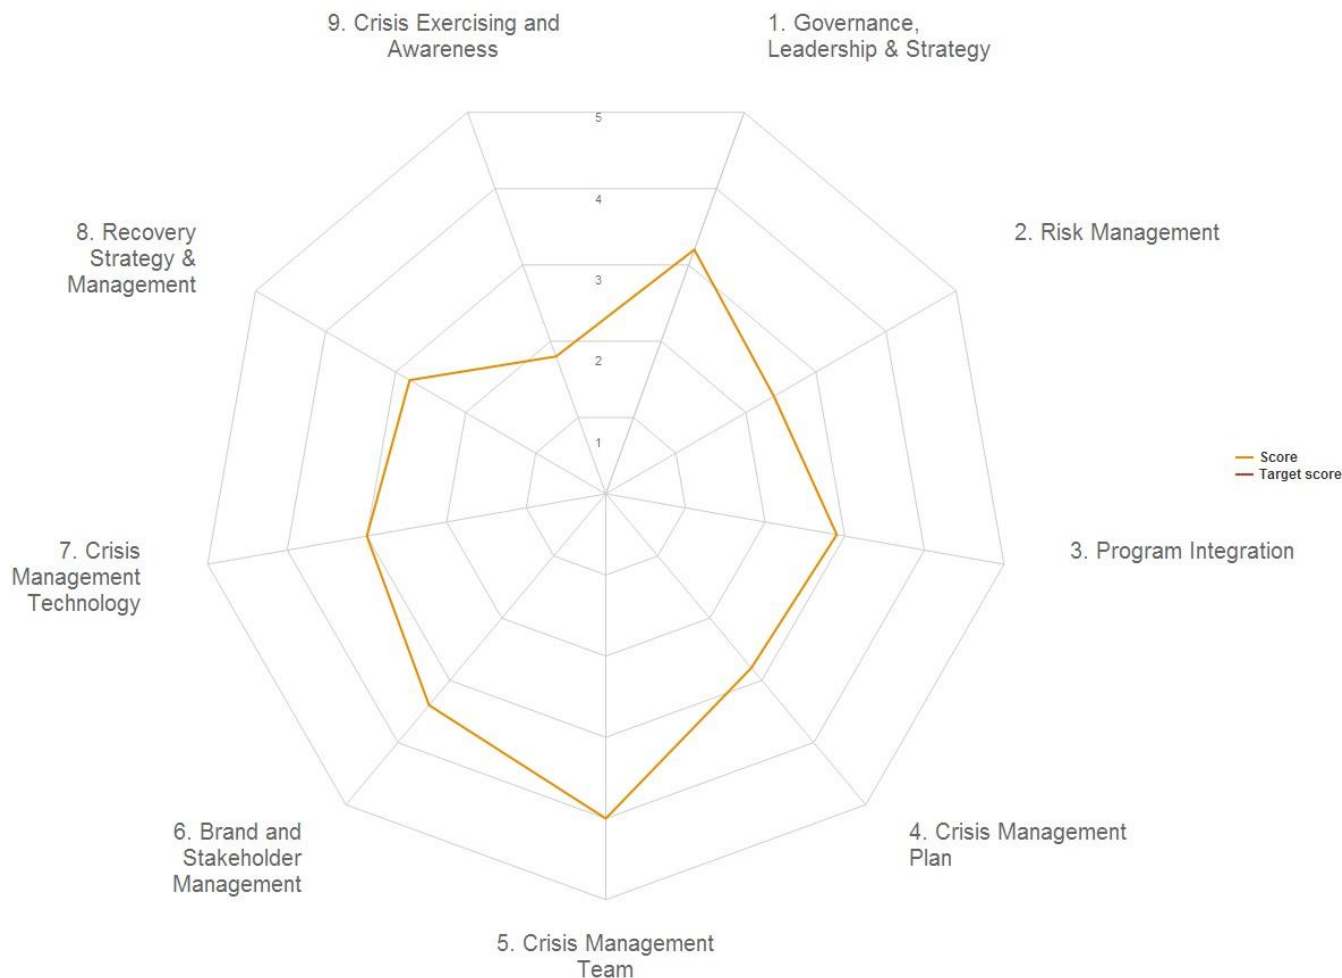 9. Crisis Exercising and
Awareness
1. Governance,
Leadership & Strategy
5
4
3
2
1
8. Recovery
Strategy &
Management
2. Risk Management
Score
Target score
7. Crisis
Management
Technology
3. Program Integration
6. Brand and
Stakeholder
Management
4. Crisis Management
Plan
5. Crisis Management
Team